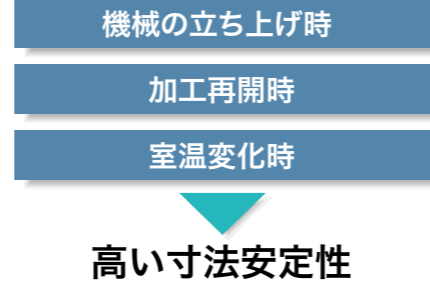 機械の立ち上げ時
加工再開時
室温変化時
高い寸法安定性